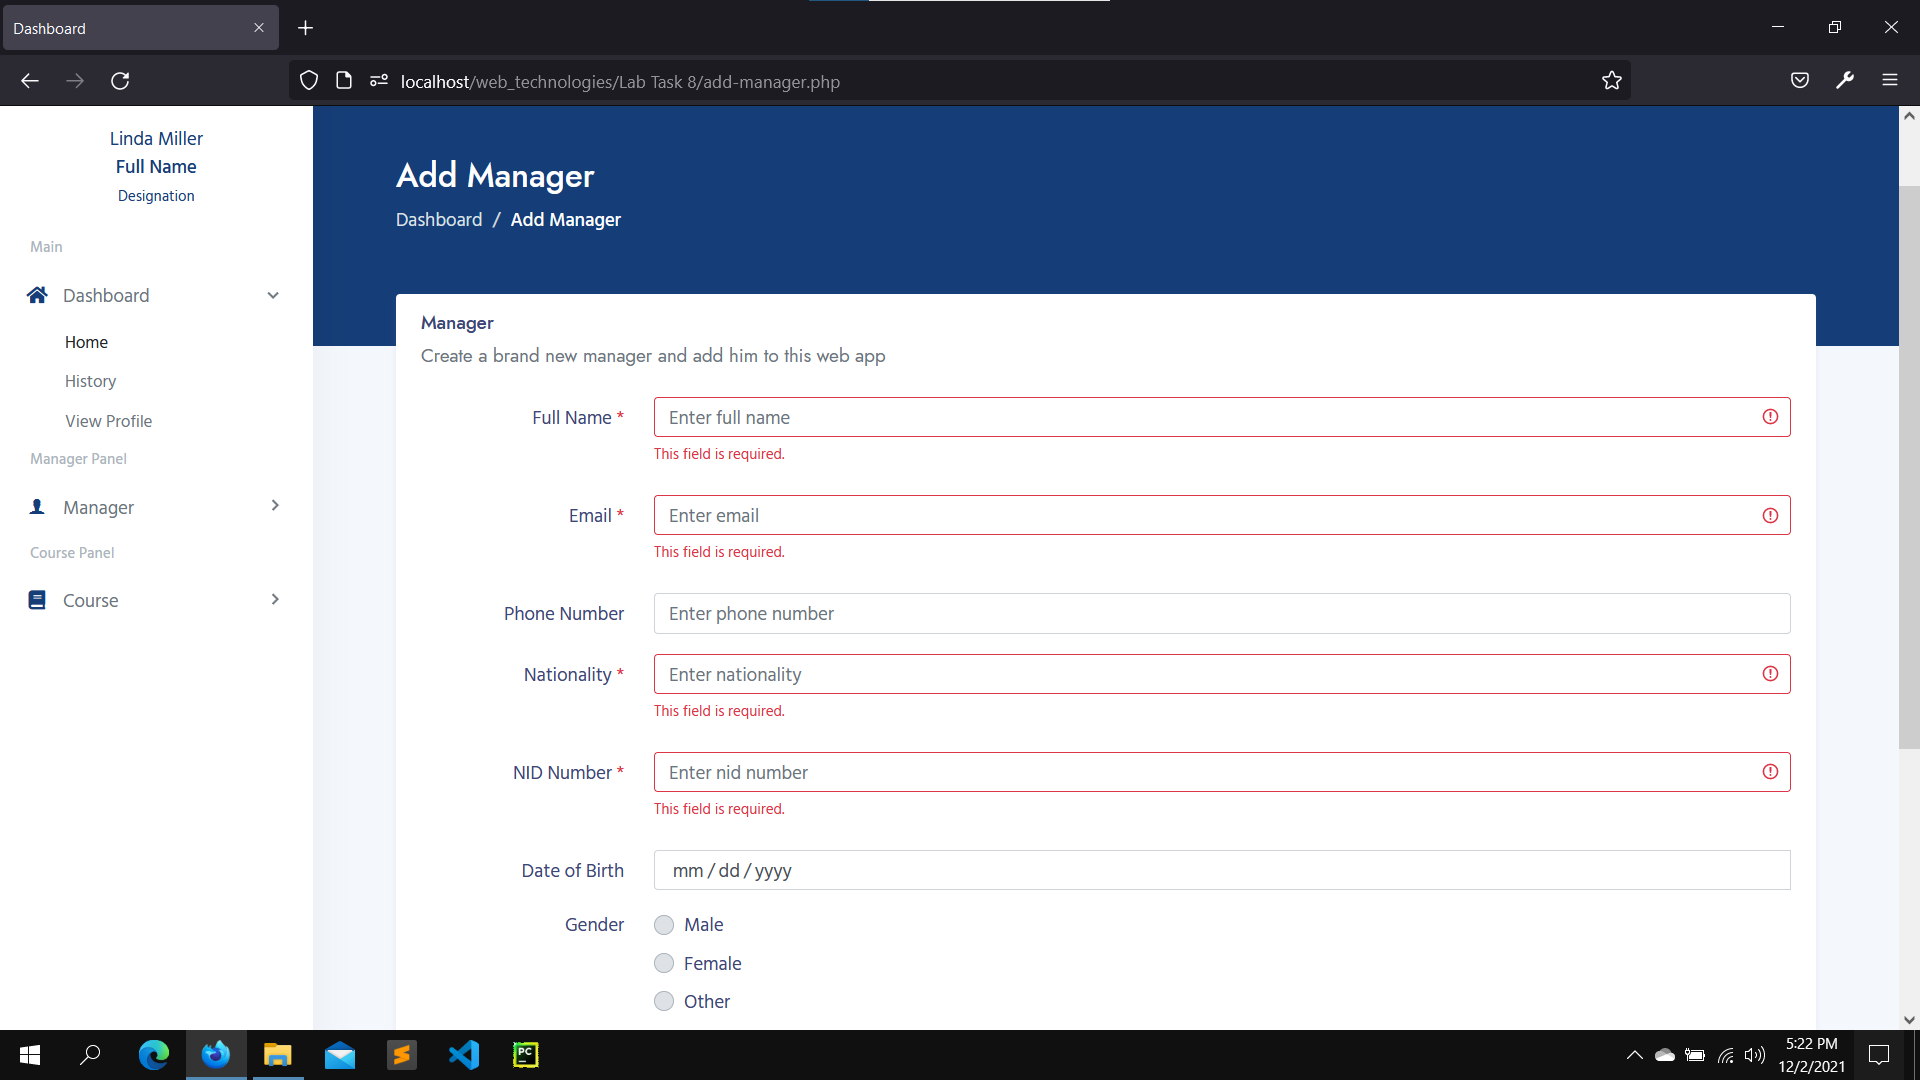 Dashboard
localhost/web_technologies/Lab Task 8/add-manager.php
Linda Miller
Full Name
Designation
Main
Dashboard
Home
History
View Profile
Manager Panel
Manager
Course Panel
Course
Add Manager
Dashboard / Add Manager
Manager
Create a brand new manager and add him to this web app
Full Name *
Enter full name
This field is required.
Email *
Enter email
This field is required.
Phone Number
Enter phone number
Nationality *
Enter nationality
This field is required.
NID Number *
Enter nid number
This field is required.
Date of Birth
mm / dd / yyyy
Gender
Male
Female
Other
PC
5:22 PM
12/2/2021